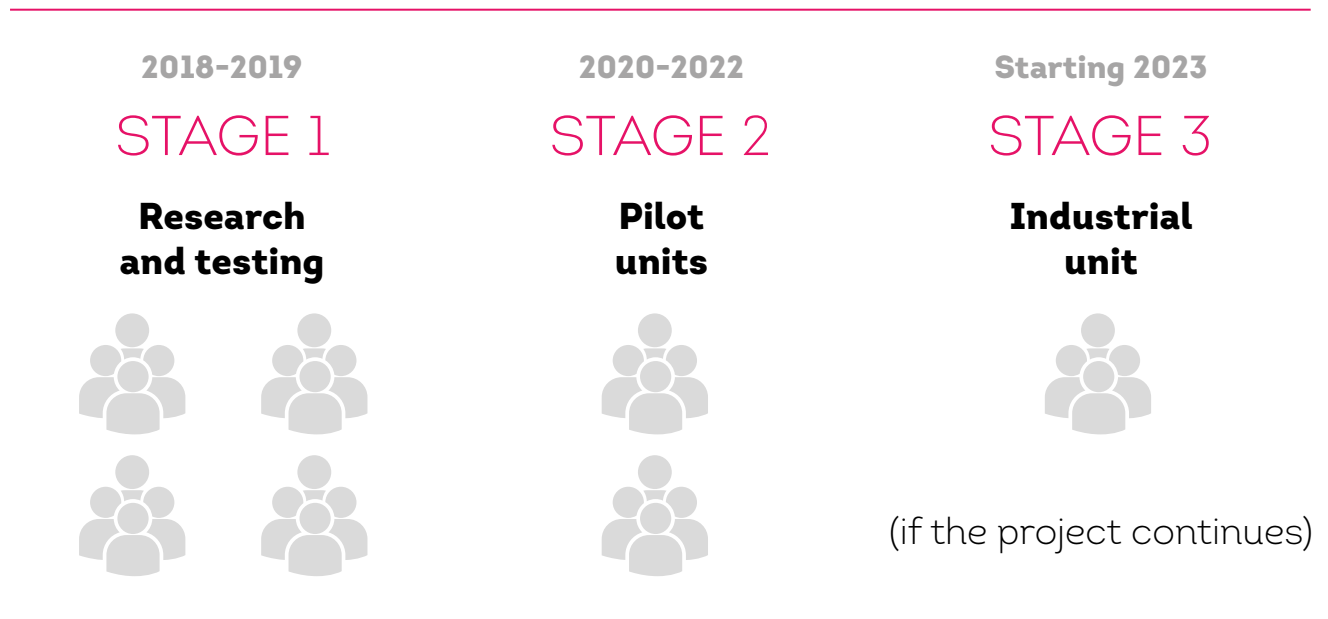 2018-2019
STAGE 1
Research
and testing
2020-2022
STAGE 2
Pilot
units
Starting 2023
STAGE 3
Industrial
unit
(if the project continues)